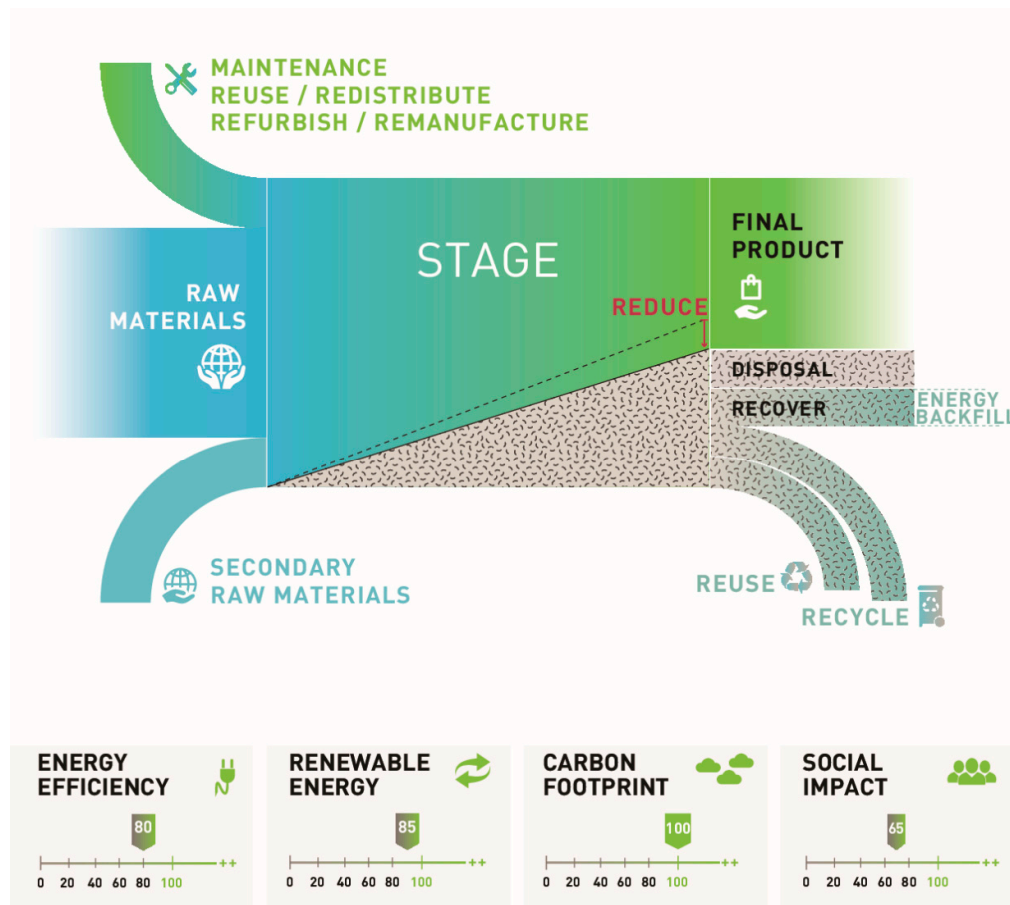 MAINTENANCE
REUSE / REDISTRIBUTE
REFURBISH / REMANUFACTURE
RAW
MATERIALS
STAGE
REDUCE
FINAL
PRODUCT
DISPOSAL
RECOVER
ENERGY
BACKFILL
SECONDARY
RAW MATERIALS
REUSE
RECYCLE
ENERGY
EFFICIENCY
80
++
0 20 40 60 80 100
RENEWABLE
ENERGY
85
++
0 20 40 60 80 100
CARBON
FOOTPRINT
100
++
0 20 40 60 80 100
SOCIAL
IMPACT
65
++
0 20 40 60 80 100